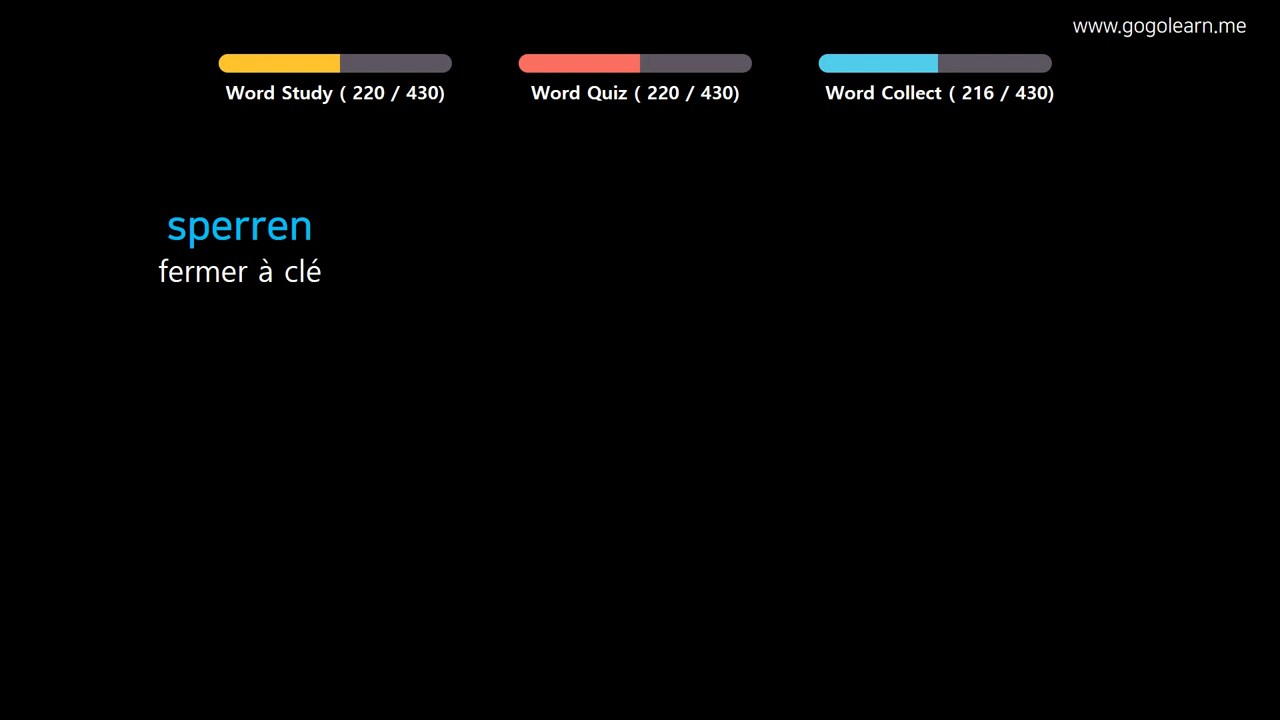 www.gogolearn.me
Word Study ( 220 / 430)
Word Quiz ( 220 / 430)
Word Collect ( 216 / 430)
sperren
fermer à clé